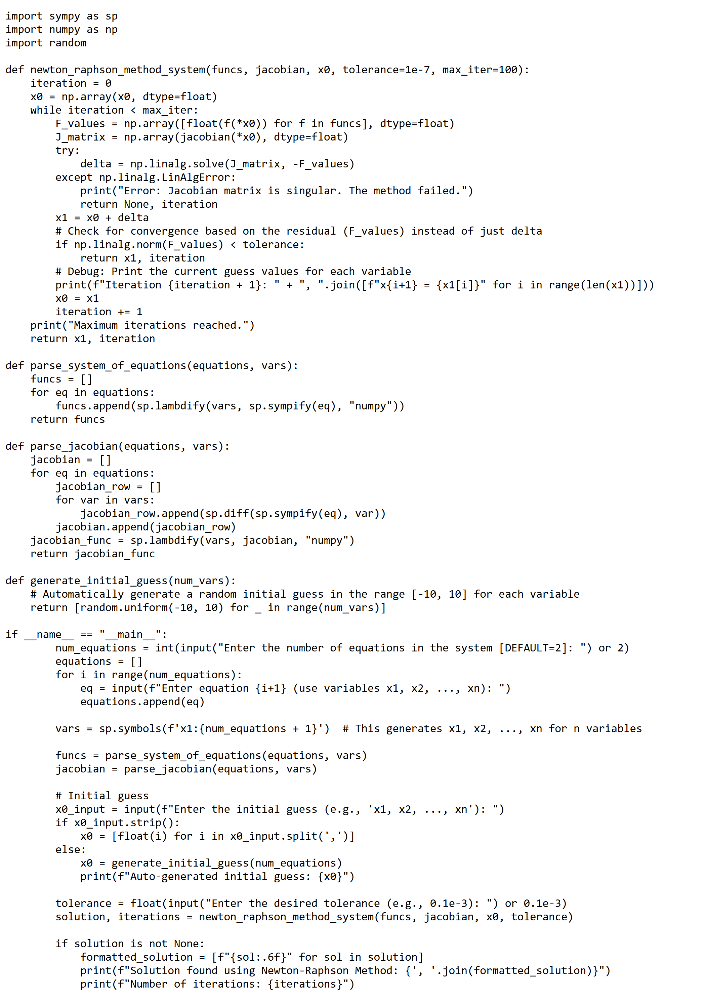 import sympy as sp
import numpy as np
import random

def newton_raphson_method_system(funcs, jacobian, x0, tolerance=1e-7, max_iter=100):
    iteration = 0
    x0 = np.array(x0, dtype=float)
    while iteration < max_iter:
        F_values = np.array([float(f(*x0)) for f in funcs], dtype=float)
        J_matrix = np.array(jacobian(*x0), dtype=float)
        try:
            delta = np.linalg.solve(J_matrix, -F_values)
        except np.linalg.LinAlgError:
            print("Error: Jacobian matrix is singular. The method failed.")
            return None, iteration
        x1 = x0 + delta
        # Check for convergence based on the residual (F_values) instead of just delta
        if np.linalg.norm(F_values) < tolerance:
            return x1, iteration
        # Debug: Print the current guess values for each variable
        print(f"Iteration {iteration + 1}: " + ", ".join([f"x{i+1} = {x1[i]}" for i in range(len(x1))]))
        x0 = x1
        iteration += 1
    print("Maximum iterations reached.")
    return x1, iteration

def parse_system_of_equations(equations, vars):
    funcs = []
    for eq in equations:
        funcs.append(sp.lambdify(vars, sp.sympify(eq), "numpy"))
    return funcs

def parse_jacobian(equations, vars):
    jacobian = []
    for eq in equations:
        jacobian_row = []
        for var in vars:
            jacobian_row.append(sp.diff(sp.sympify(eq), var))
        jacobian.append(jacobian_row)
    jacobian_func = sp.lambdify(vars, jacobian, "numpy")
    return jacobian_func

def generate_initial_guess(num_vars):
    # Automatically generate a random initial guess in the range [-10, 10] for each variable
    return [random.uniform(-10, 10) for _ in range(num_vars)]

if __name__ == "__main__":
        num_equations = int(input("Enter the number of equations in the system [DEFAULT=2]: ") or 2)
        equations = []
        for i in range(num_equations):
            eq = input(f"Enter equation {i+1} (use variables x1, x2, ..., xn): ")
            equations.append(eq)

        vars = sp.symbols(f'x1:{num_equations + 1}')  # This generates x1, x2, ..., xn for n variables

        funcs = parse_system_of_equations(equations, vars)
        jacobian = parse_jacobian(equations, vars)

        # Initial guess
        x0_input = input(f"Enter the initial guess (e.g., 'x1, x2, ..., xn'): ")
        if x0_input.strip():
            x0 = [float(i) for i in x0_input.split(',')]
        else:
            x0 = generate_initial_guess(num_equations)
            print(f"Auto-generated initial guess: {x0}")

        tolerance = float(input("Enter the desired tolerance (e.g., 0.1e-3): ") or 0.1e-3)
        solution, iterations = newton_raphson_method_system(funcs, jacobian, x0, tolerance)

        if solution is not None:
            formatted_solution = [f"{sol:.6f}" for sol in solution]
            print(f"Solution found using Newton-Raphson Method: {', '.join(formatted_solution)}")
            print(f"Number of iterations: {iterations}")